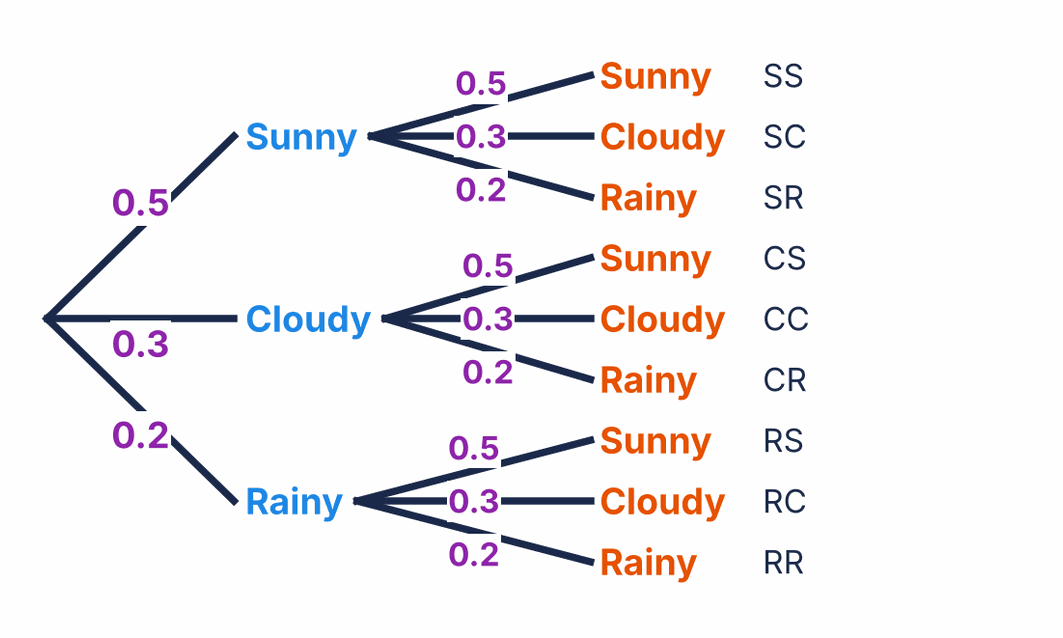 0.5 Sunny SS
Sunny 0.3 Cloudy SC
0.2 Rainy SR
0.5
0.5 Sunny CS
Cloudy 0.3 Cloudy CC
0.3
0.2 Rainy CR
0.2
0.5 Sunny RS
Rainy 0.3 Cloudy RC
0.2 Rainy RR